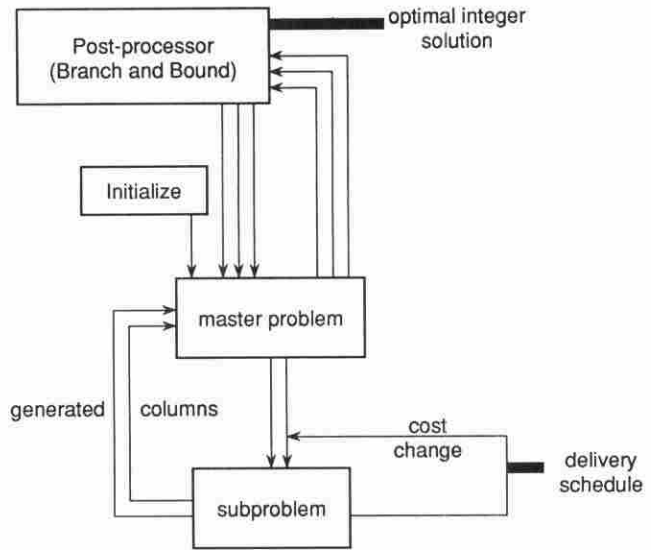 Post-processor
(Branch and Bound)
optimal integer
solution
Initialize
master problem
generated
columns
cost
change
delivery
schedule
subproblem